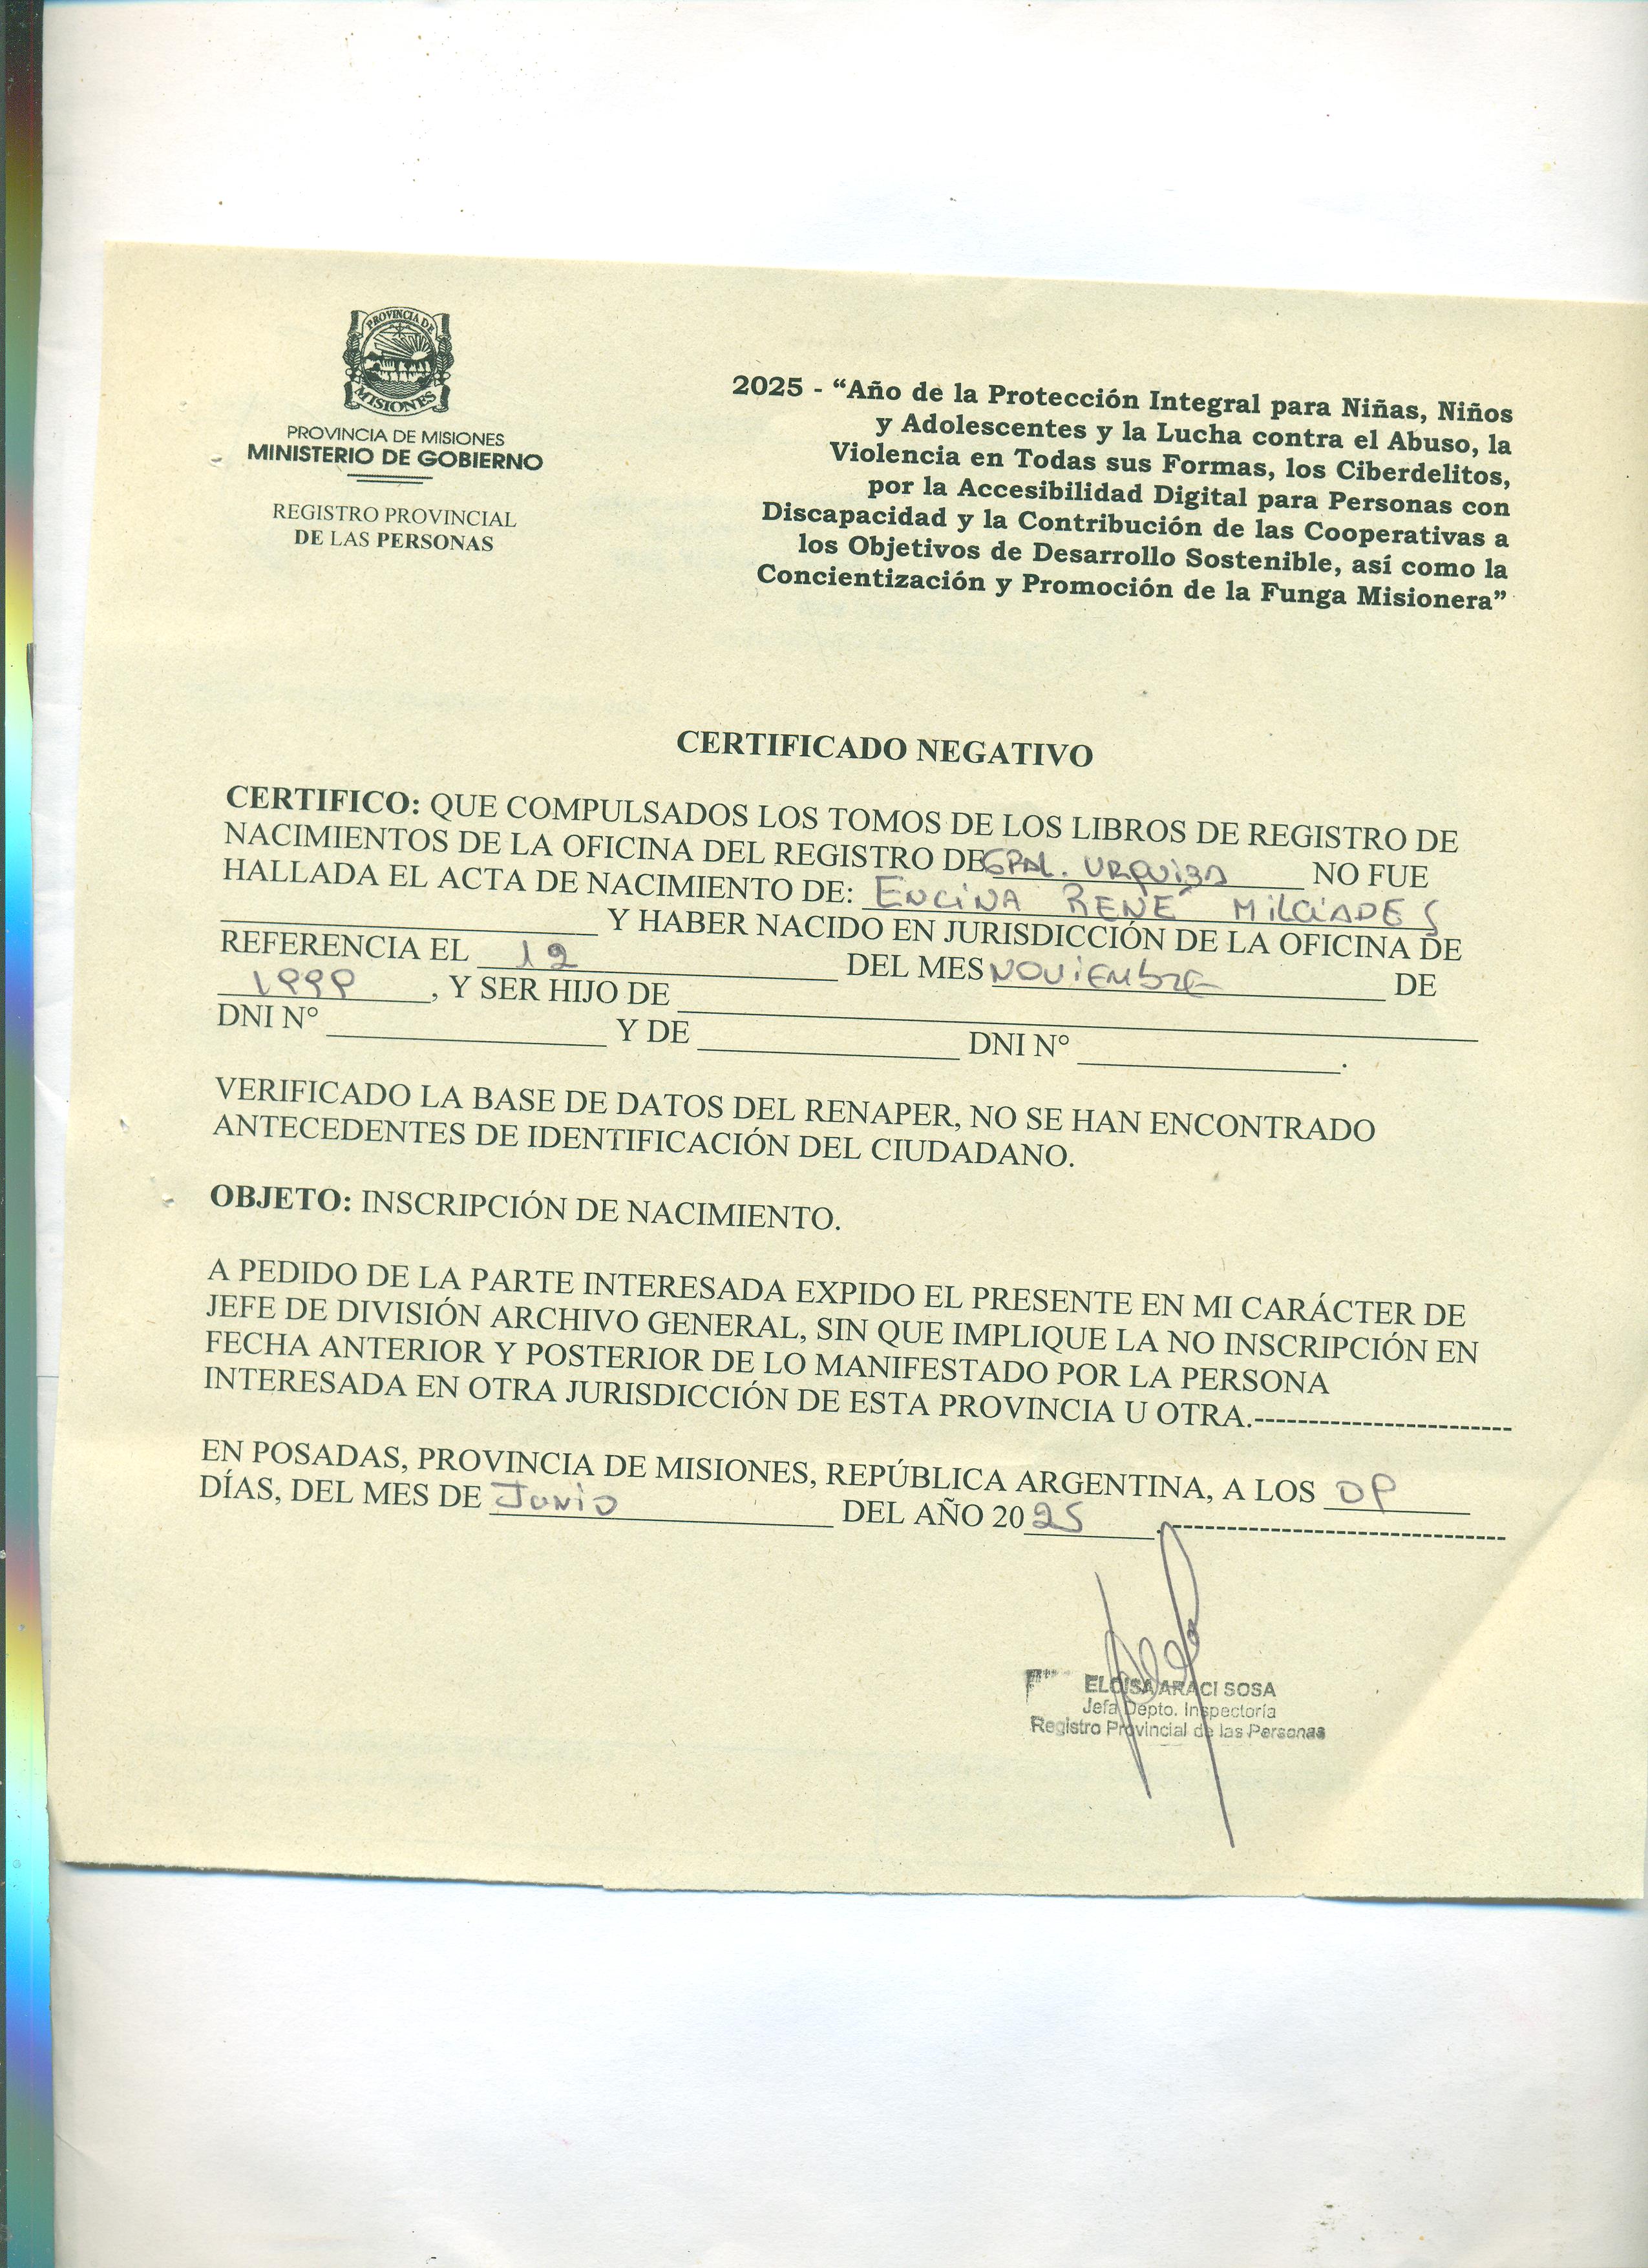 PROVINCIA DE
MISIONES
PROVINCIA DE MISIONES
MINISTERIO DE GOBIERNO
REGISTRO PROVINCIAL
DE LAS PERSONAS
2025 - “Año de la Protección Integral para Niñas, Niños
y Adolescentes y la Lucha contra el Abuso, la
Violencia en Todas sus Formas, los Ciberdelitos,
por la Accesibilidad Digital para Personas con
Discapacidad y la Contribución de las Cooperativas a
los Objetivos de Desarrollo Sostenible, así como la
Concientización y Promoción de la Funga Misionera”
CERTIFICADO NEGATIVO
CERTIFICO: QUE COMPULSADOS LOS TOMOS DE LOS LIBROS DE REGISTRO DE
NACIMIENTOS DE LA OFICINA DEL REGISTRO DE GRAL. URQUIZA NO FUE
HALLADA EL ACTA DE NACIMIENTO DE: ENCINA RENÉ MILCIADES
Y HABER NACIDO EN JURISDICCIÓN DE LA OFICINA DE
REFERENCIA EL 12 DEL MES NOVIEMBRE DE
1999, Y SER HIJO DE
DNI N° Y DE DNI N° .
VERIFICADO LA BASE DE DATOS DEL RENAPER, NO SE HAN ENCONTRADO
ANTECEDENTES DE IDENTIFICACIÓN DEL CIUDADANO.
OBJETO: INSCRIPCIÓN DE NACIMIENTO.
A PEDIDO DE LA PARTE INTERESADA EXPIDO EL PRESENTE EN MI CARÁCTER DE
JEFE DE DIVISIÓN ARCHIVO GENERAL, SIN QUE IMPLIQUE LA NO INSCRIPCIÓN EN
FECHA ANTERIOR Y POSTERIOR DE LO MANIFESTADO POR LA PERSONA
INTERESADA EN OTRA JURISDICCIÓN DE ESTA PROVINCIA U OTRA.------------------------
EN POSADAS, PROVINCIA DE MISIONES, REPÚBLICA ARGENTINA, A LOS 09
DÍAS, DEL MES DE JUNIO DEL AÑO 2025.-------------------------------
ELOISA ARACI SOSA
Jefa Depto. Inspectoría
Registro Provincial de las Personas